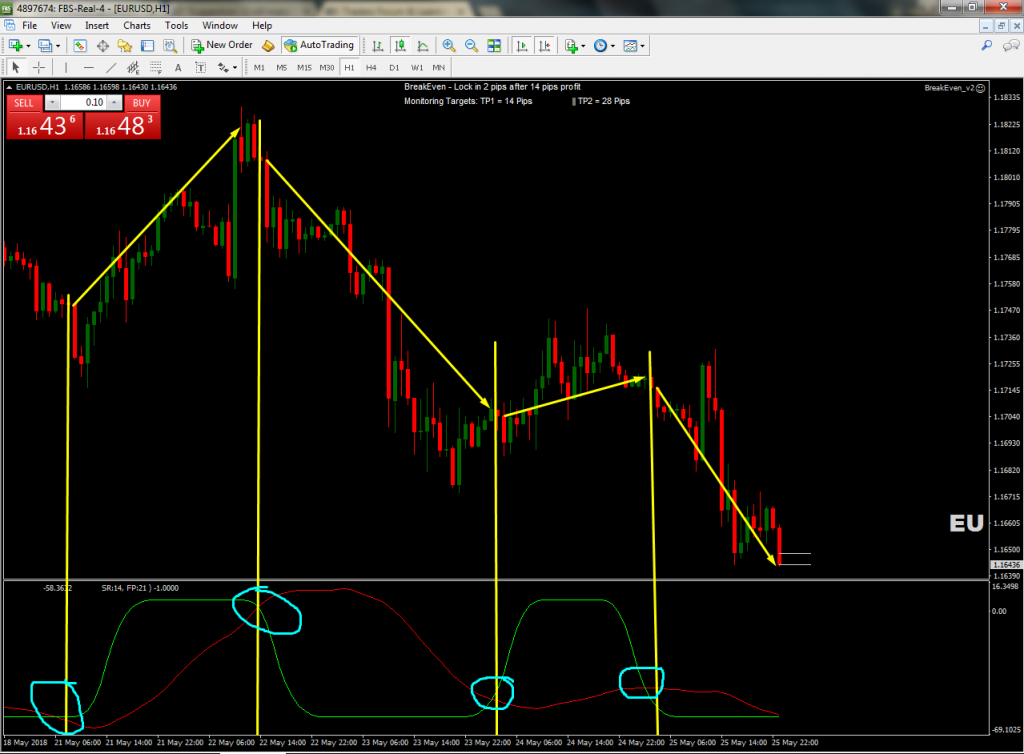 4897674: FBS-Real-4 - [EURUSD,H1]
File View Insert Charts Tools Window Help
New Order AutoTrading
M1 M5 M15 M30 H1 H4 D1 W1 MN
EURUSD,H1 1.16586 1.16598 1.16430 1.16436
BreakEven - Lock in 2 pips after 14 pips profit
BreakEven_v2
SELL 0.10 BUY
Monitoring Targets: TP1 = 14 Pips TP2 = 28 Pips
1.16 43 6 1.16 48 3
1.18335
1.18225
1.18120
1.18010
1.17905
1.17795
1.17685
1.17580
1.17470
1.17360
1.17255
1.17145
1.17040
1.16930
1.16820
1.16715
EU
1.16605
1.16500
1.16436
1.16390
SR:14, FP:21 ) -1.0000
16.3498
0.00
-69.1025
18 May 2018 21 May 06:00 21 May 14:00 21 May 22:00 22 May 06:00 22 May 14:00 22 May 22:00 23 May 06:00 23 May 14:00 23 May 22:00 24 May 06:00 24 May 14:00 24 May 22:00 25 May 06:00 25 May 14:00 25 May 22:00